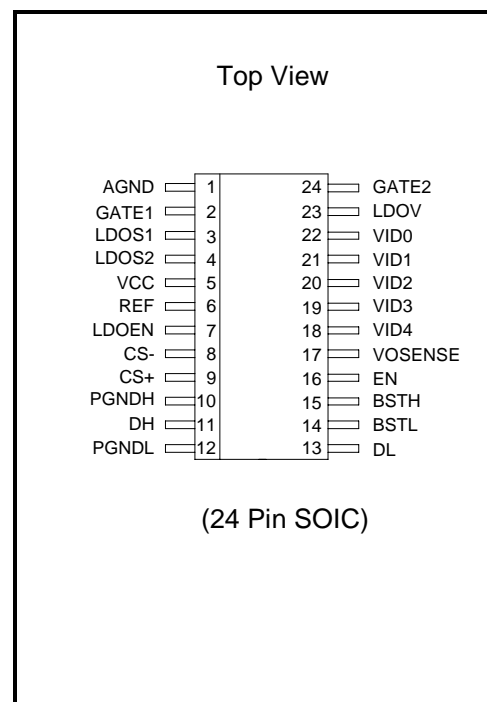 Top View
AGND 1 24 GATE2
GATE1 2 23 LDOV
LDOS1 3 22 VID0
LDOS2 4 21 VID1
VCC 5 20 VID2
REF 6 19 VID3
LDOEN 7 18 VID4
CS- 8 17 VOSENSE
CS+ 9 16 EN
PGNDH 10 15 BSTH
DH 11 14 BSTL
PGNDL 12 13 DL
(24 Pin SOIC)